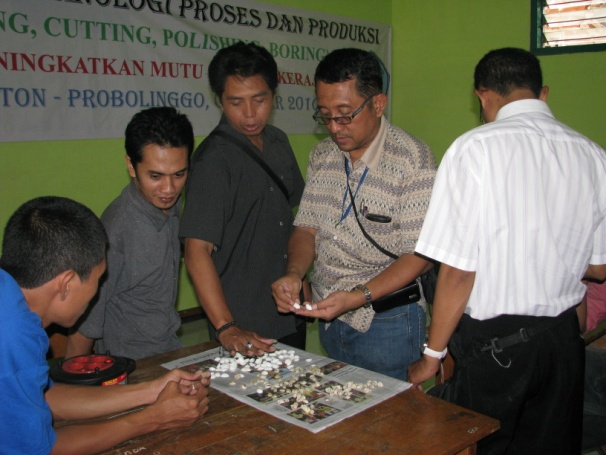 NOLOGI PROSES DAN PRODUKSI
NG, CUTTING, POLISHING, BORING
NINGKATKAN MUTU
TON - PROBOLINGGO,